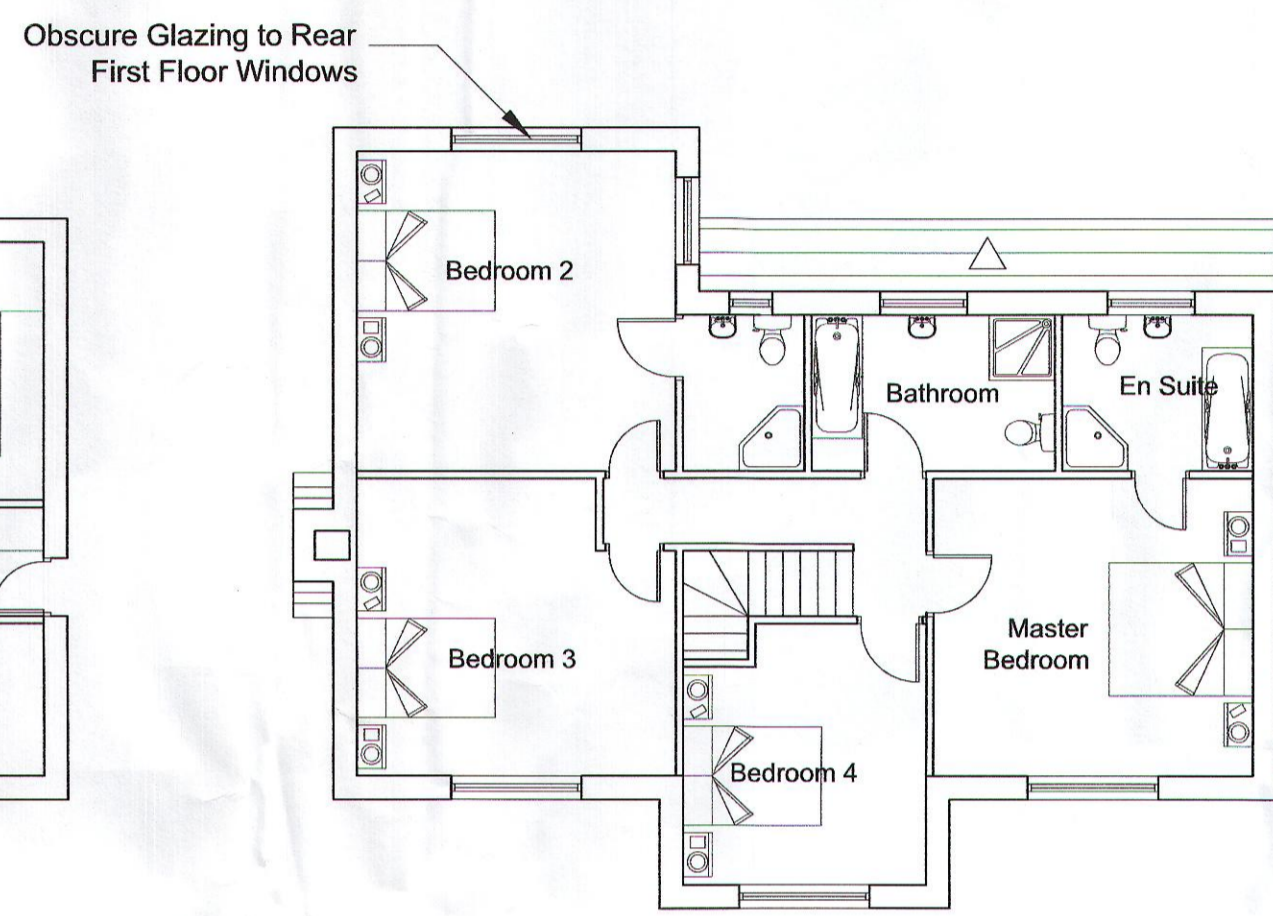 Obscure Glazing to Rear
First Floor Windows
Bedroom 2
Bathroom
En Suite
Bedroom 3
Master
Bedroom
Bedroom 4